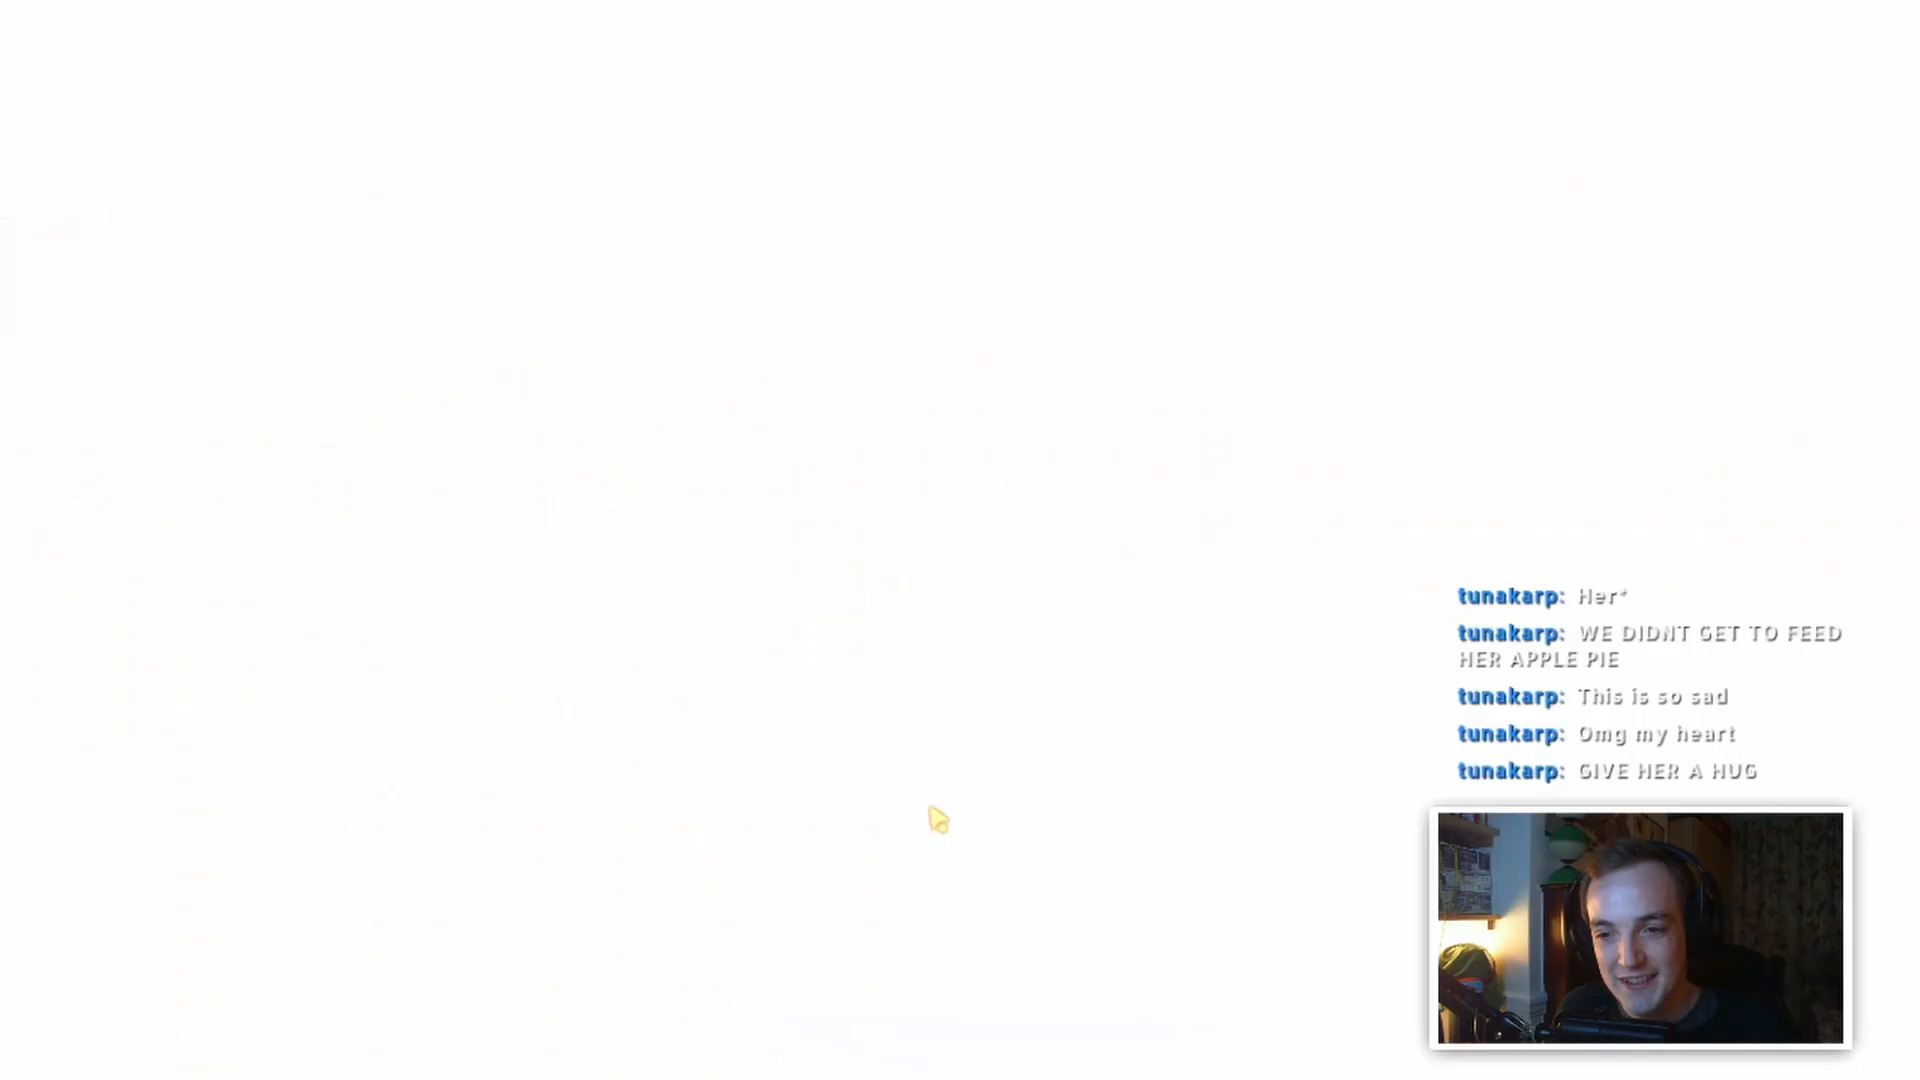 tunakarp: Her*
tunakarp: WE DIDNT GET TO FEED
HER APPLE PIE
tunakarp: This is so sad
tunakarp: Omg my heart
tunakarp: GIVE HER A HUG